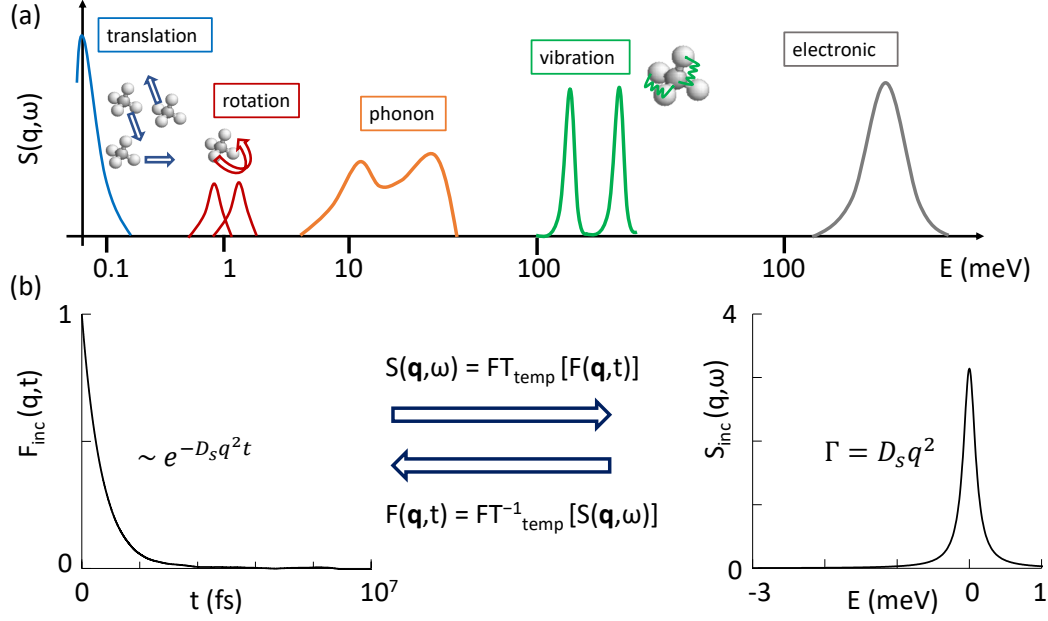 (a)
translation
rotation
phonon
vibration
electronic
S(q,ω)
0.1 1 10 100 100 E (meV)
(b)
1
F_inc (q,t)
~ e^{-D_s q^2 t}
0
0 10^7
t (fs)
S(q,ω) = FT_temp [F(q,t)]
F(q,t) = FT^{-1}_temp [S(q,ω)]
4
S_inc (q,ω)
Γ = D_s q^2
0
-3 0 1
E (meV)